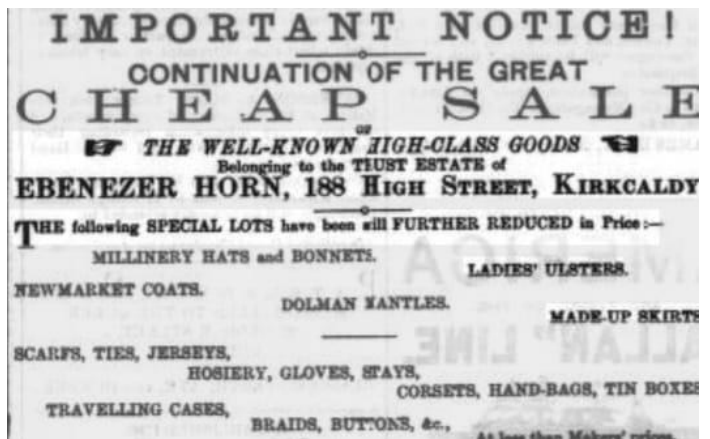 IMPORTANT NOTICE!
CONTINUATION OF THE GREAT
CHEAP SALE
OF
THE WELL-KNOWN HIGH-CLASS GOODS
Belonging to the TRUST ESTATE of
EBENEZER HORN, 188 HIGH STREET, KIRKCALDY
THE following SPECIAL LOTS have been still FURTHER REDUCED in Price:—
MILLINERY HATS and BONNETS.
LADIES' ULSTERS.
NEWMARKET COATS.
DOLMAN MANTLES.
MADE-UP SKIRTS
SCARFS, TIES, JERSEYS,
HOSIERY, GLOVES, STAYS,
CORSETS, HAND-BAGS, TIN BOXES
TRAVELLING CASES,
BRAIDS, BUTTONS, &c.,
At less than Makers' prices